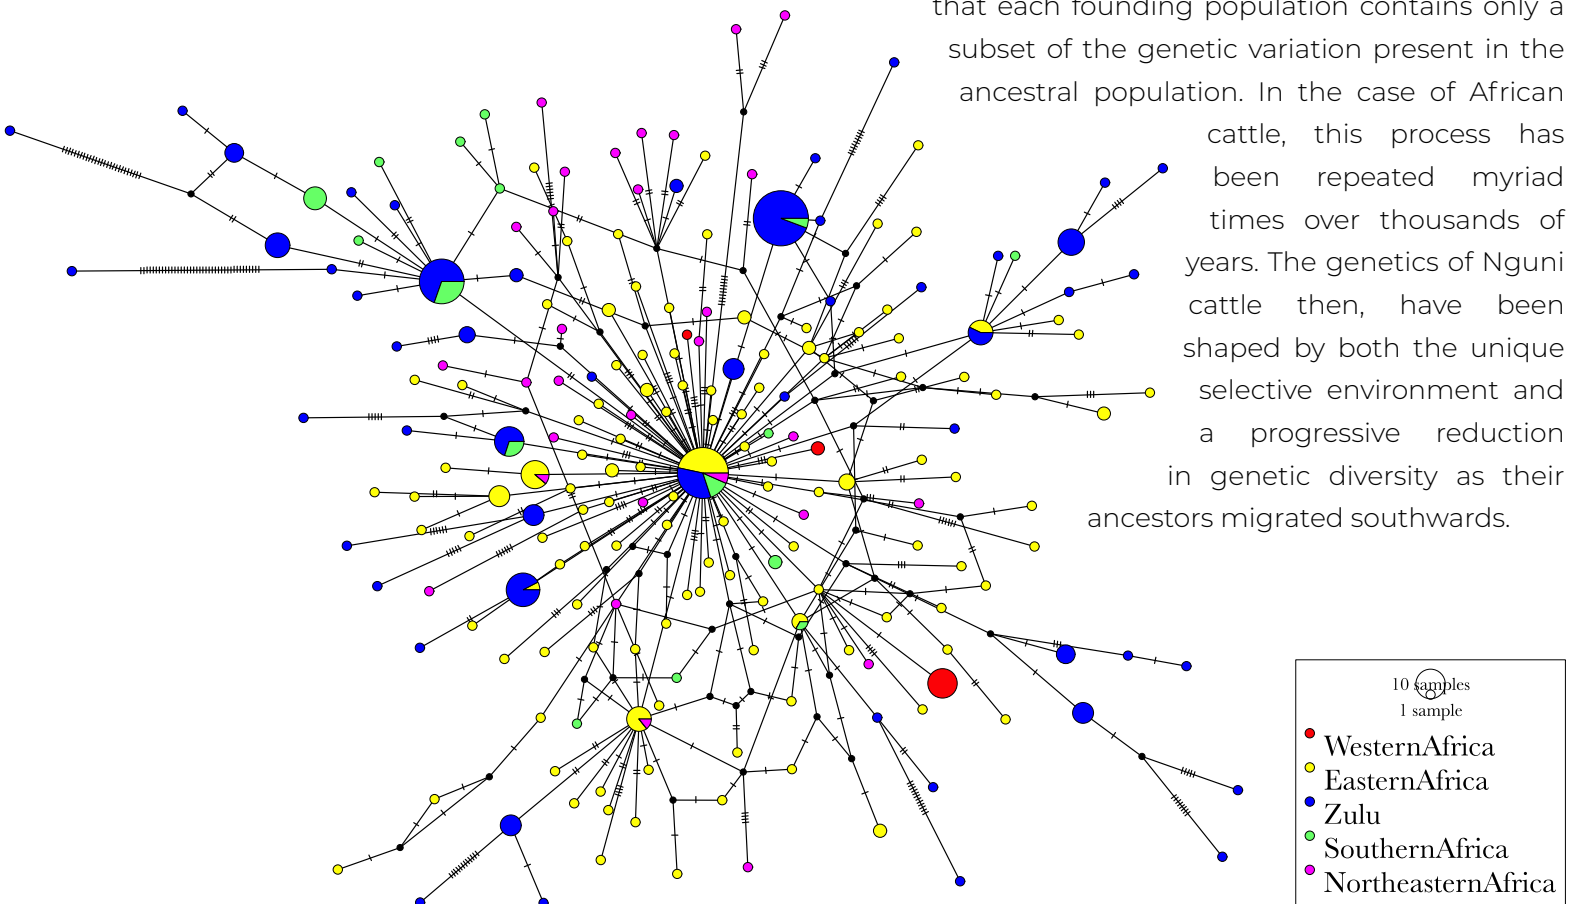 that each founding population contains only a
subset of the genetic variation present in the
ancestral population. In the case of African
cattle, this process has
been repeated myriad
times over thousands of
years. The genetics of Nguni
cattle then, have been
shaped by both the unique
selective environment and
a progressive reduction
in genetic diversity as their
ancestors migrated southwards.
10 samples
1 sample
WesternAfrica
EasternAfrica
Zulu
SouthernAfrica
NortheasternAfrica